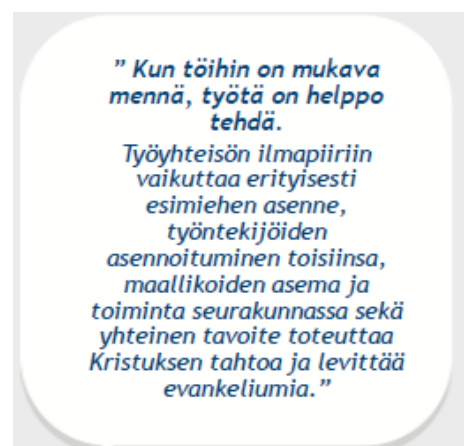 ” Kun töihin on mukava
mennä, työtä on helppo
tehdä.
Työyhteisön ilmapiiriin
vaikuttaa erityisesti
esimiehen asenne,
työntekijöiden
asennoituminen toisiinsa,
maallikoiden asema ja
toiminta seurakunnassa sekä
yhteinen tavoite toteuttaa
Kristuksen tahtoa ja levittää
evankeliumia.”